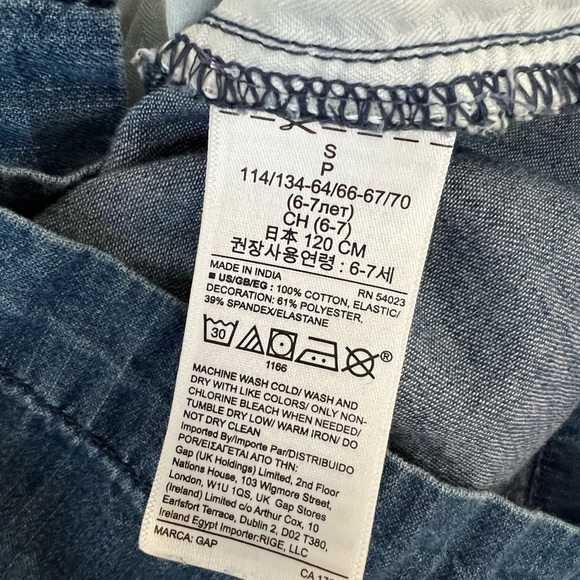 S
P
114/134-64/66-67/70
(6-7лет)
CH (6-7)
日本 120 CM
권장사용연령 : 6-7세
MADE IN INDIA RN 54023
■ US/GB/EG : 100% COTTON, ELASTIC/
DECORATION: 61% POLYESTER,
39% SPANDEX/ELASTANE
30 ®
1166
MACHINE WASH COLD/ WASH AND
DRY WITH LIKE COLORS/ ONLY NON-
CHLORINE BLEACH WHEN NEEDED/
TUMBLE DRY LOW/ WARM IRON/ DO
NOT DRY CLEAN
Imported By/Importe Par/DISTRIBUIDO
POR/ΕΙΣΑΓΕΤΑΙ ΑΠΟ ΤΗΝ:
Gap (UK Holdings) Limited, 2nd Floor
Nations House, 103 Wigmore Street,
London, W1U 1QS, UK Gap Stores
(Ireland) Limited c/o Arthur Cox, 10
Earlsfort Terrace, Dublin 2, D02 T380,
Ireland Egypt Importer:RIGE, LLC
MARCA: GAP